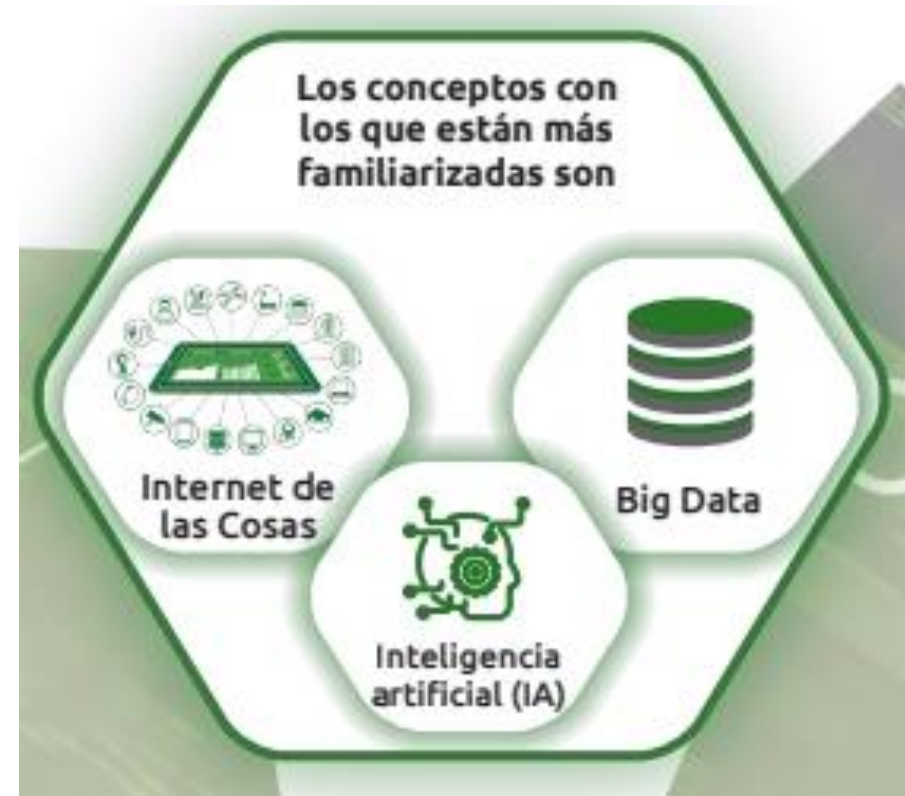 Los conceptos con
los que están más
familiarizadas son
Internet de
las Cosas
Big Data
Inteligencia
artificial (IA)